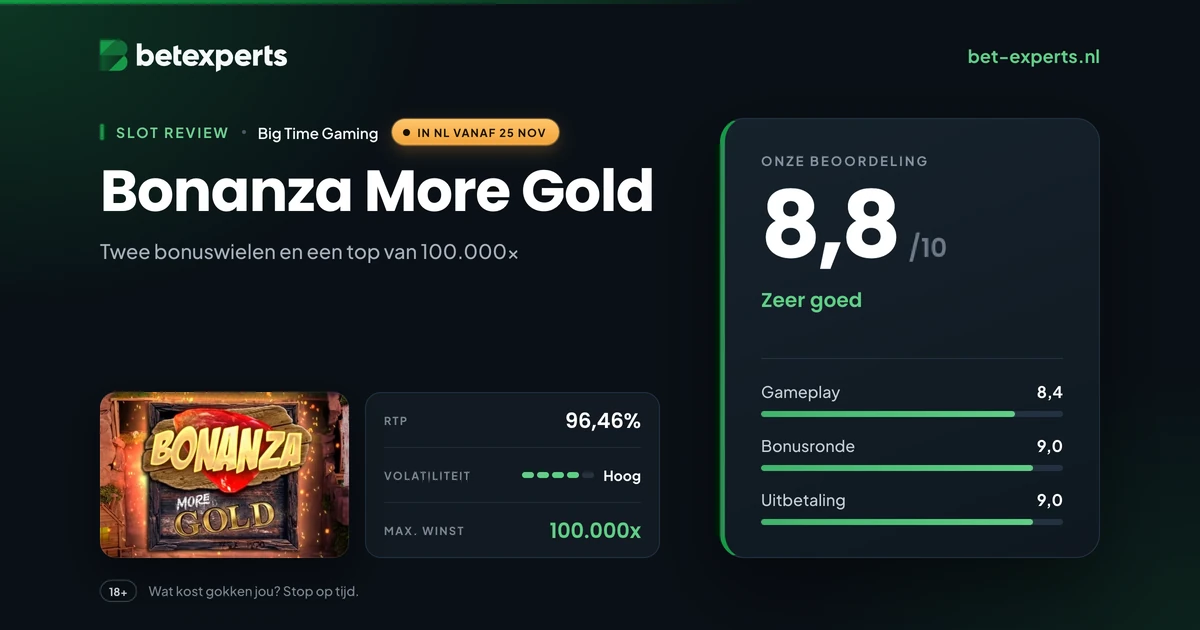 betexperts
bet-experts.nl
SLOT REVIEW • Big Time Gaming • IN NL VANAF 25 NOV
Bonanza More Gold
Twee bonuswielen en een top van 100.000×
BONANZA
MORE
GOLD
RTP 96,46%
VOLATILITEIT Hoog
MAX. WINST 100.000x
18+ Wat kost gokken jou? Stop op tijd.
ONZE BEOORDELING
8,8 /10
Zeer goed
Gameplay 8,4
Bonusronde 9,0
Uitbetaling 9,0